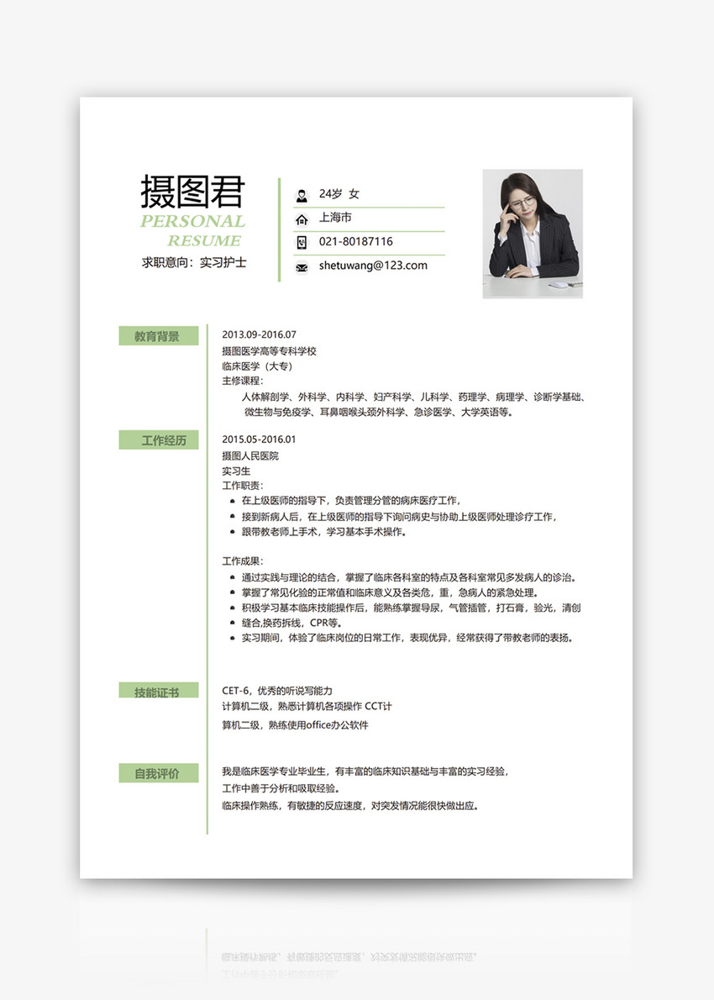 摄图君
PERSONAL
RESUME
求职意向：实习护士
24岁 女
上海市
021-80187116
shetuwang@123.com
教育背景
2013.09-2016.07
摄图医学高等专科学校
临床医学（大专）
主修课程：
人体解剖学、外科学、内科学、妇产科学、儿科学、药理学、病理学、诊断学基础、
微生物与免疫学、耳鼻咽喉头颈外科学、急诊医学、大学英语等。
工作经历
2015.05-2016.01
摄图人民医院
实习生
工作职责：
在上级医师的指导下，负责管理分管的病床医疗工作，
接到新病人后，在上级医师的指导下询问病史与协助上级医师处理诊疗工作，
跟带教老师上手术，学习基本手术操作。
工作成果：
通过实践与理论的结合，掌握了临床各科室的特点及各科室常见多发病人的诊治。
掌握了常见化验的正常值和临床意义及各类危，重，急病人的紧急处理。
积极学习基本临床技能操作后，能熟练掌握导尿，气管插管，打石膏，验光，清创
缝合,换药拆线，CPR等。
实习期间，体验了临床岗位的日常工作，表现优异，经常获得了带教老师的表扬。
技能证书
CET-6，优秀的听说写能力
计算机二级，熟悉计算机各项操作 CCT计
算机二级，熟练使用office办公软件
自我评价
我是临床医学专业毕业生，有丰富的临床知识基础与丰富的实习经验，
工作中善于分析和吸取经验。
临床操作熟练，有敏捷的反应速度，对突发情况能很快做出应。